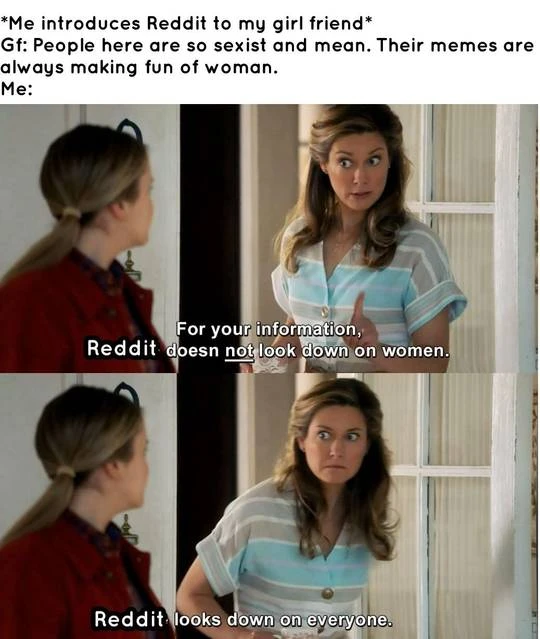 *Me introduces Reddit to my girl friend*
Gf: People here are so sexist and mean. Their memes are
always making fun of woman.
Me:
For your information,
Reddit doesn not look down on women.
Reddit looks down on everyone.